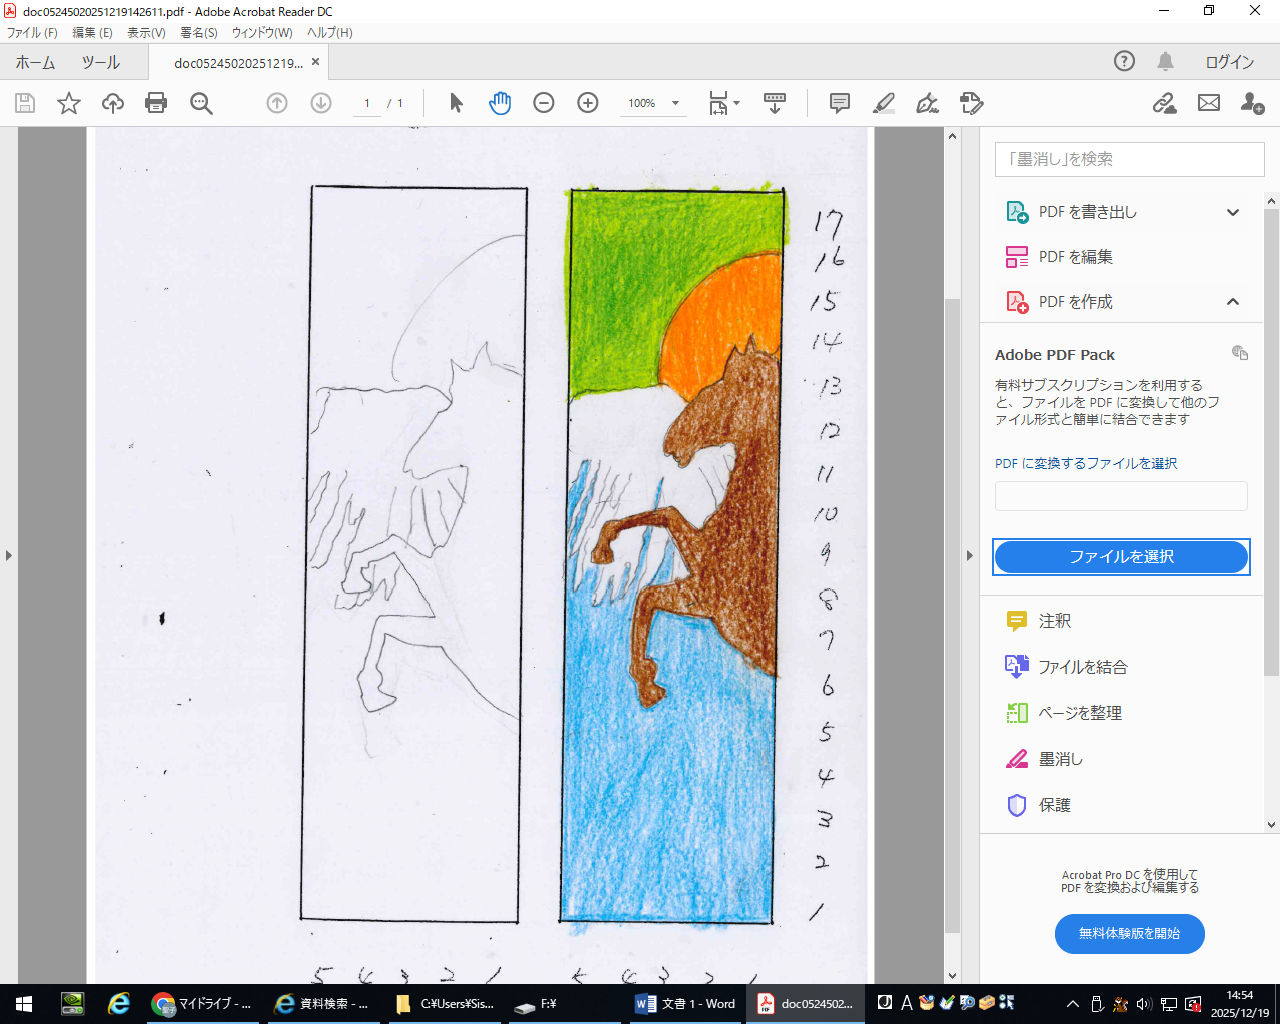 doc05245020251219142611.pdf - Adobe Acrobat Reader DC
ファイル (F) 編集 (E) 表示(V) 署名(S) ウィンドウ(W) ヘルプ(H)
ホーム ツール doc05245020251219... × ログイン
1 / 1 100%
「墨消し」を検索
PDF を書き出し
PDF を編集
PDF を作成
Adobe PDF Pack
有料サブスクリプションを利用する
と、ファイルを PDF に変換して他のフ
ァイル形式と簡単に結合できます
PDF に変換するファイルを選択
ファイルを選択
注釈
ファイルを結合
ページを整理
墨消し
保護
Acrobat Pro DC を使用して
PDF を変換および編集する
無料体験版を開始
17
16
15
14
13
12
11
10
9
8
7
6
5
4
3
2
1
5 4 3 2 1 5 4 3 2 1
マイドライブ - ... 資料検索 - ... C:¥Users¥Sis... F:¥ 文書 1 - Word doc0524502... A 14:54
2025/12/19